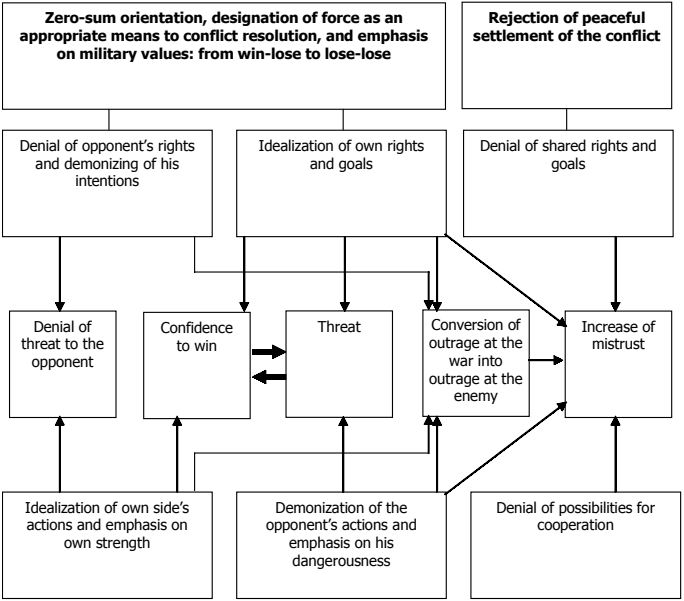 Zero-sum orientation, designation of force as an
appropriate means to conflict resolution, and emphasis
on military values: from win-lose to lose-lose
Rejection of peaceful
settlement of the conflict
Denial of opponent’s rights
and demonizing of his
intentions
Idealization of own rights
and goals
Denial of shared rights and
goals
Denial of
threat to the
opponent
Confidence
to win
Threat
Conversion of
outrage at the
war into
outrage at the
enemy
Increase of
mistrust
Idealization of own side’s
actions and emphasis on
own strength
Demonization of the
opponent’s actions and
emphasis on his
dangerousness
Denial of possibilities for
cooperation